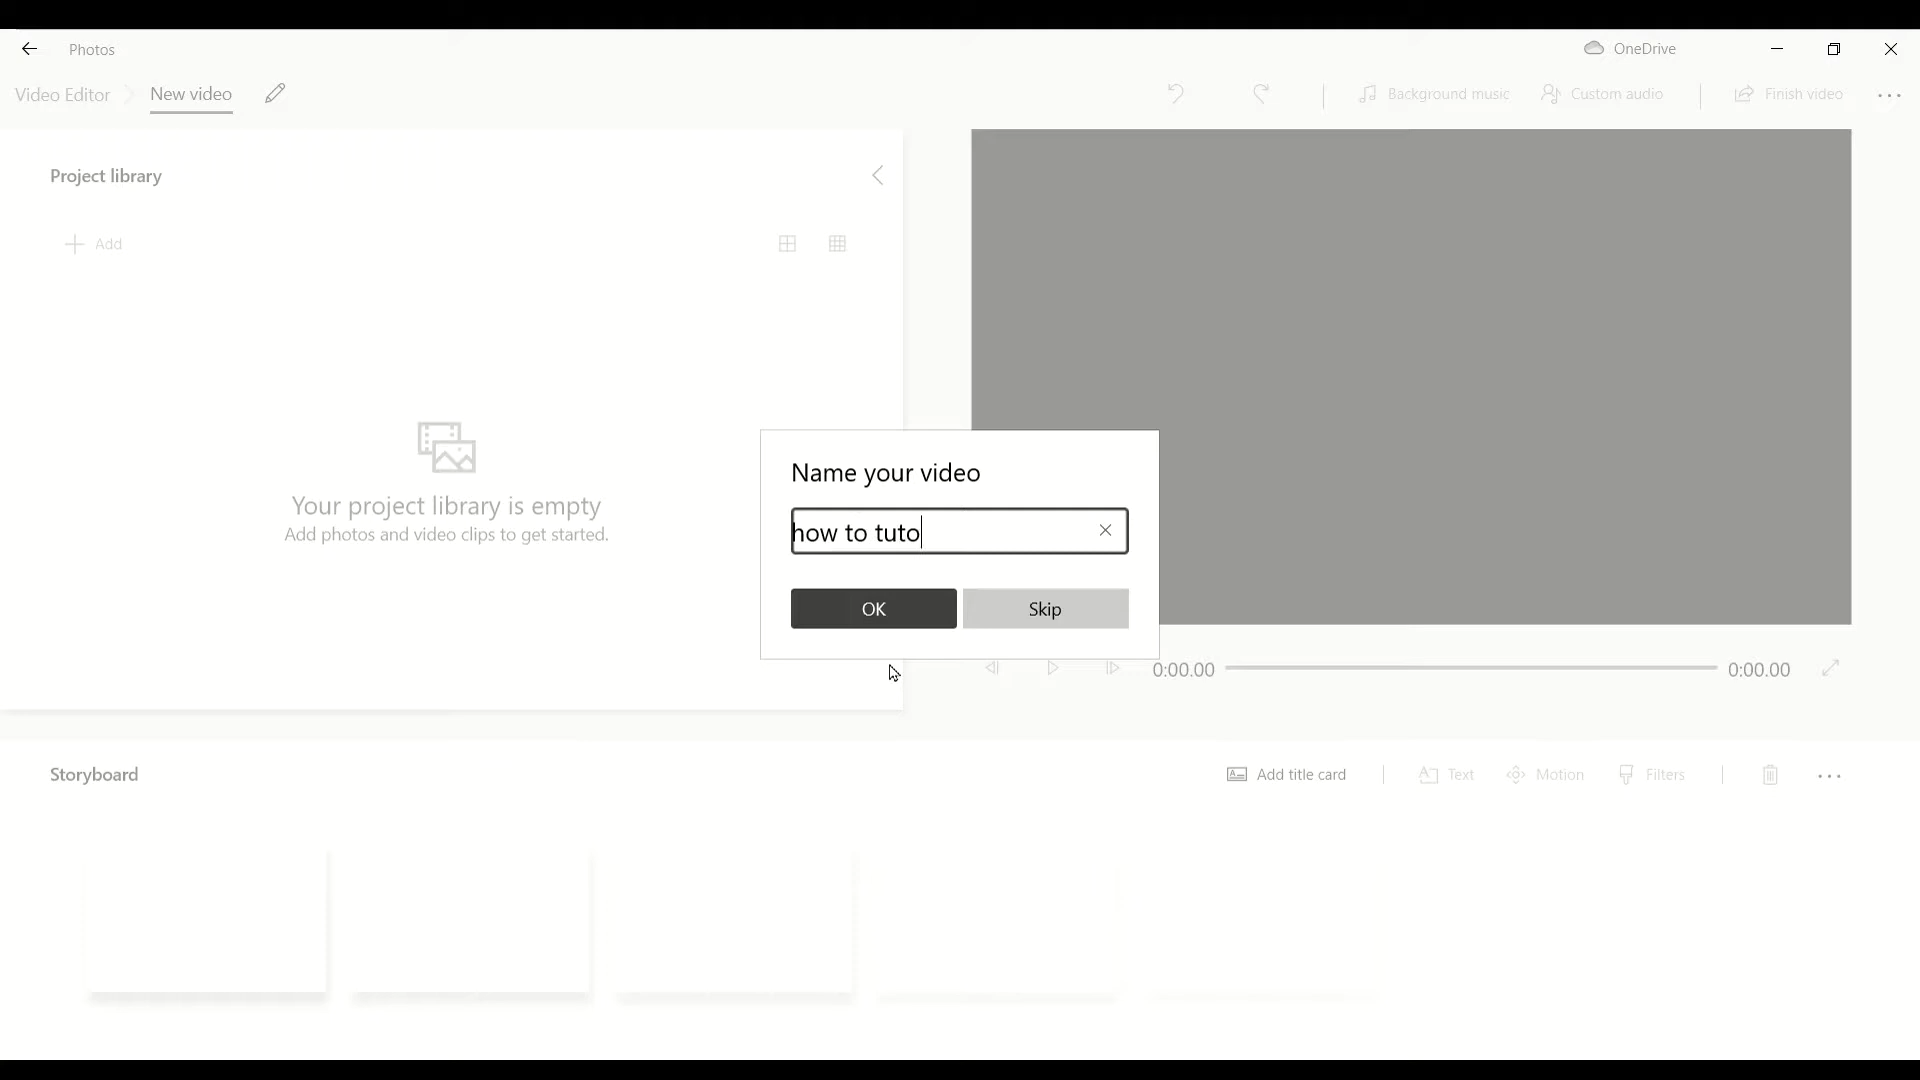 Photos
OneDrive
Video Editor
New video
Background music
Custom audio
Finish video
Project library
Add
Your project library is empty
Add photos and video clips to get started.
Name your video
how to tuto
OK
Skip
0:00.00
0:00.00
Storyboard
Add title card
Text
Motion
Filters